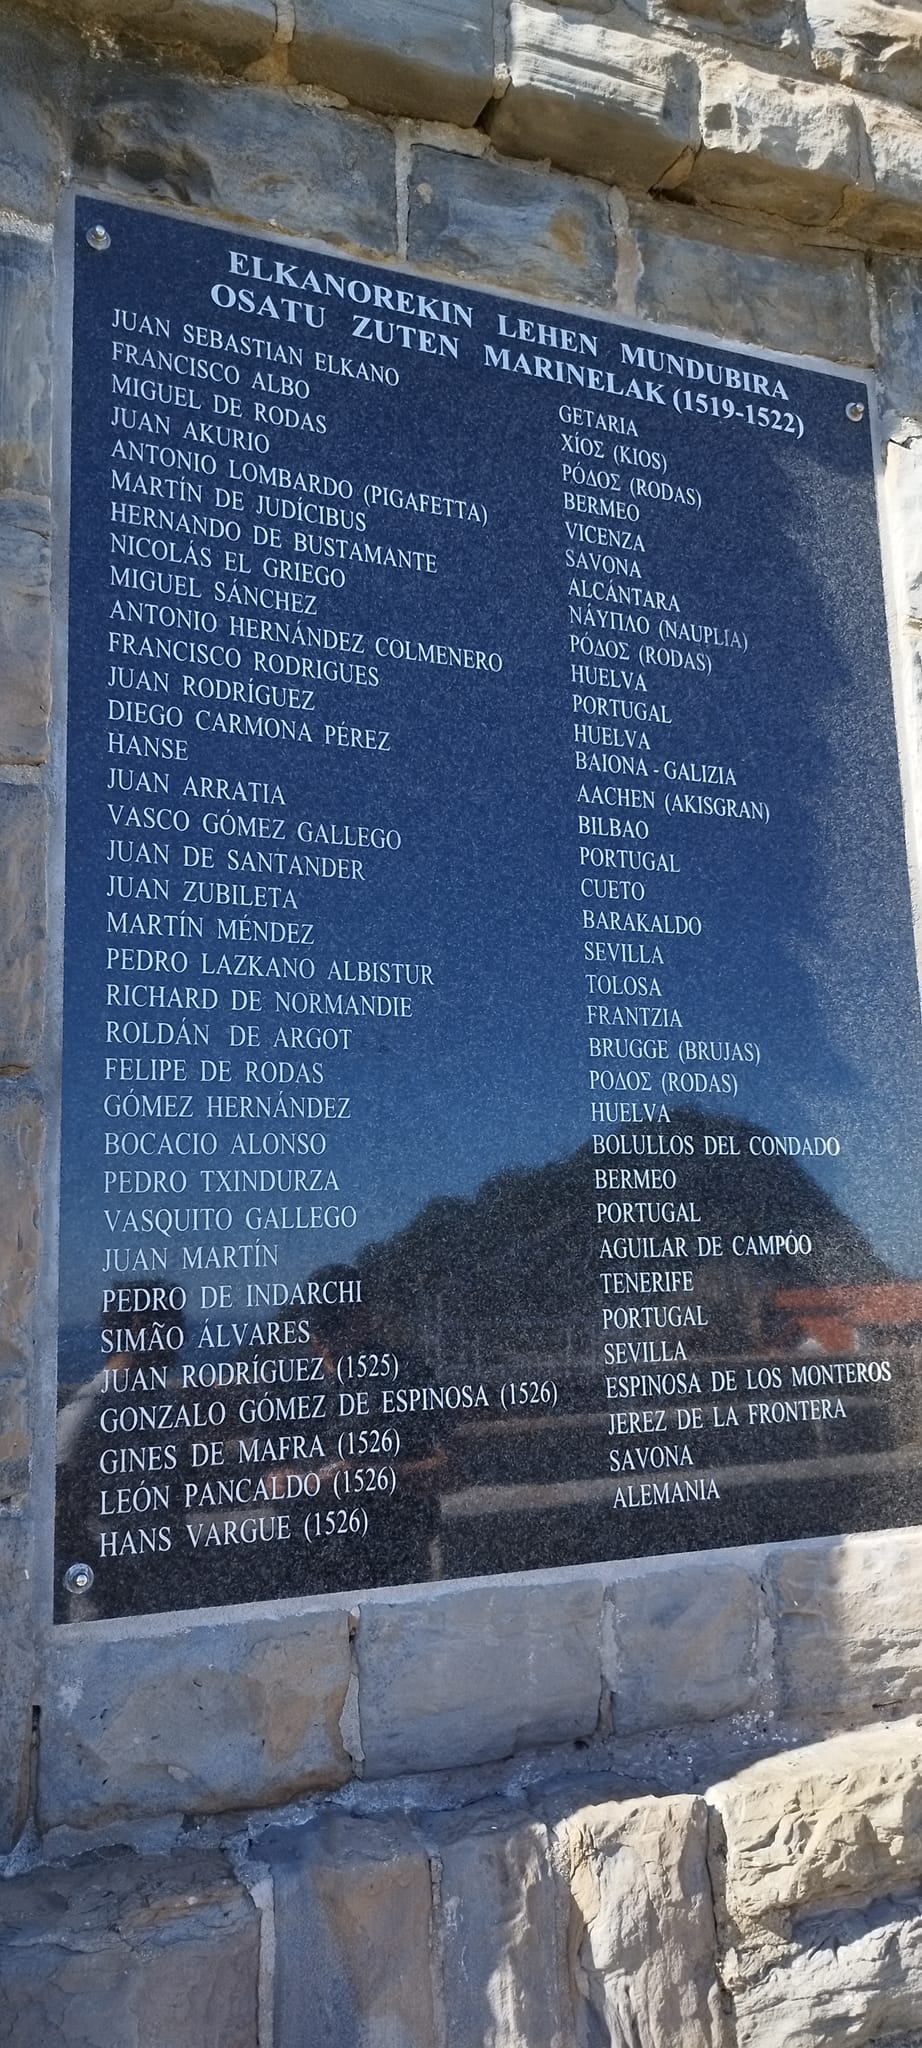 ELKANOREKIN LEHEN MUNDUBIRA
OSATU ZUTEN MARINELAK (1519-1522)
JUAN SEBASTIAN ELKANO GETARIA
FRANCISCO ALBO ΧΊΟΣ (KIOS)
MIGUEL DE RODAS ΡΌΔΟΣ (RODAS)
JUAN AKURIO BERMEO
ANTONIO LOMBARDO (PIGAFETTA) VICENZA
MARTÍN DE JUDÍCIBUS SAVONA
HERNANDO DE BUSTAMANTE ALCÁNTARA
NICOLÁS EL GRIEGO ΝΆΥΠΛΟ (NAUPLIA)
MIGUEL SÁNCHEZ ΡΌΔΟΣ (RODAS)
ANTONIO HERNÁNDEZ COLMENERO HUELVA
FRANCISCO RODRIGUES PORTUGAL
JUAN RODRÍGUEZ HUELVA
DIEGO CARMONA PÉREZ BAIONA - GALIZIA
HANSE AACHEN (AKISGRAN)
JUAN ARRATIA BILBAO
VASCO GÓMEZ GALLEGO PORTUGAL
JUAN DE SANTANDER CUETO
JUAN ZUBILETA BARAKALDO
MARTÍN MÉNDEZ SEVILLA
PEDRO LAZKANO ALBISTUR TOLOSA
RICHARD DE NORMANDIE FRANTZIA
ROLDÁN DE ARGOT BRUGGE (BRUJAS)
FELIPE DE RODAS ΡΟΔΟΣ (RODAS)
GÓMEZ HERNÁNDEZ HUELVA
BOCACIO ALONSO BOLULLOS DEL CONDADO
PEDRO TXINDURZA BERMEO
VASQUITO GALLEGO PORTUGAL
JUAN MARTÍN AGUILAR DE CAMPÓO
PEDRO DE INDARCHI TENERIFE
SIMÃO ÁLVARES PORTUGAL
JUAN RODRÍGUEZ (1525) SEVILLA
GONZALO GÓMEZ DE ESPINOSA (1526) ESPINOSA DE LOS MONTEROS
GINES DE MAFRA (1526) JEREZ DE LA FRONTERA
LEÓN PANCALDO (1526) SAVONA
HANS VARGUE (1526) ALEMANIA